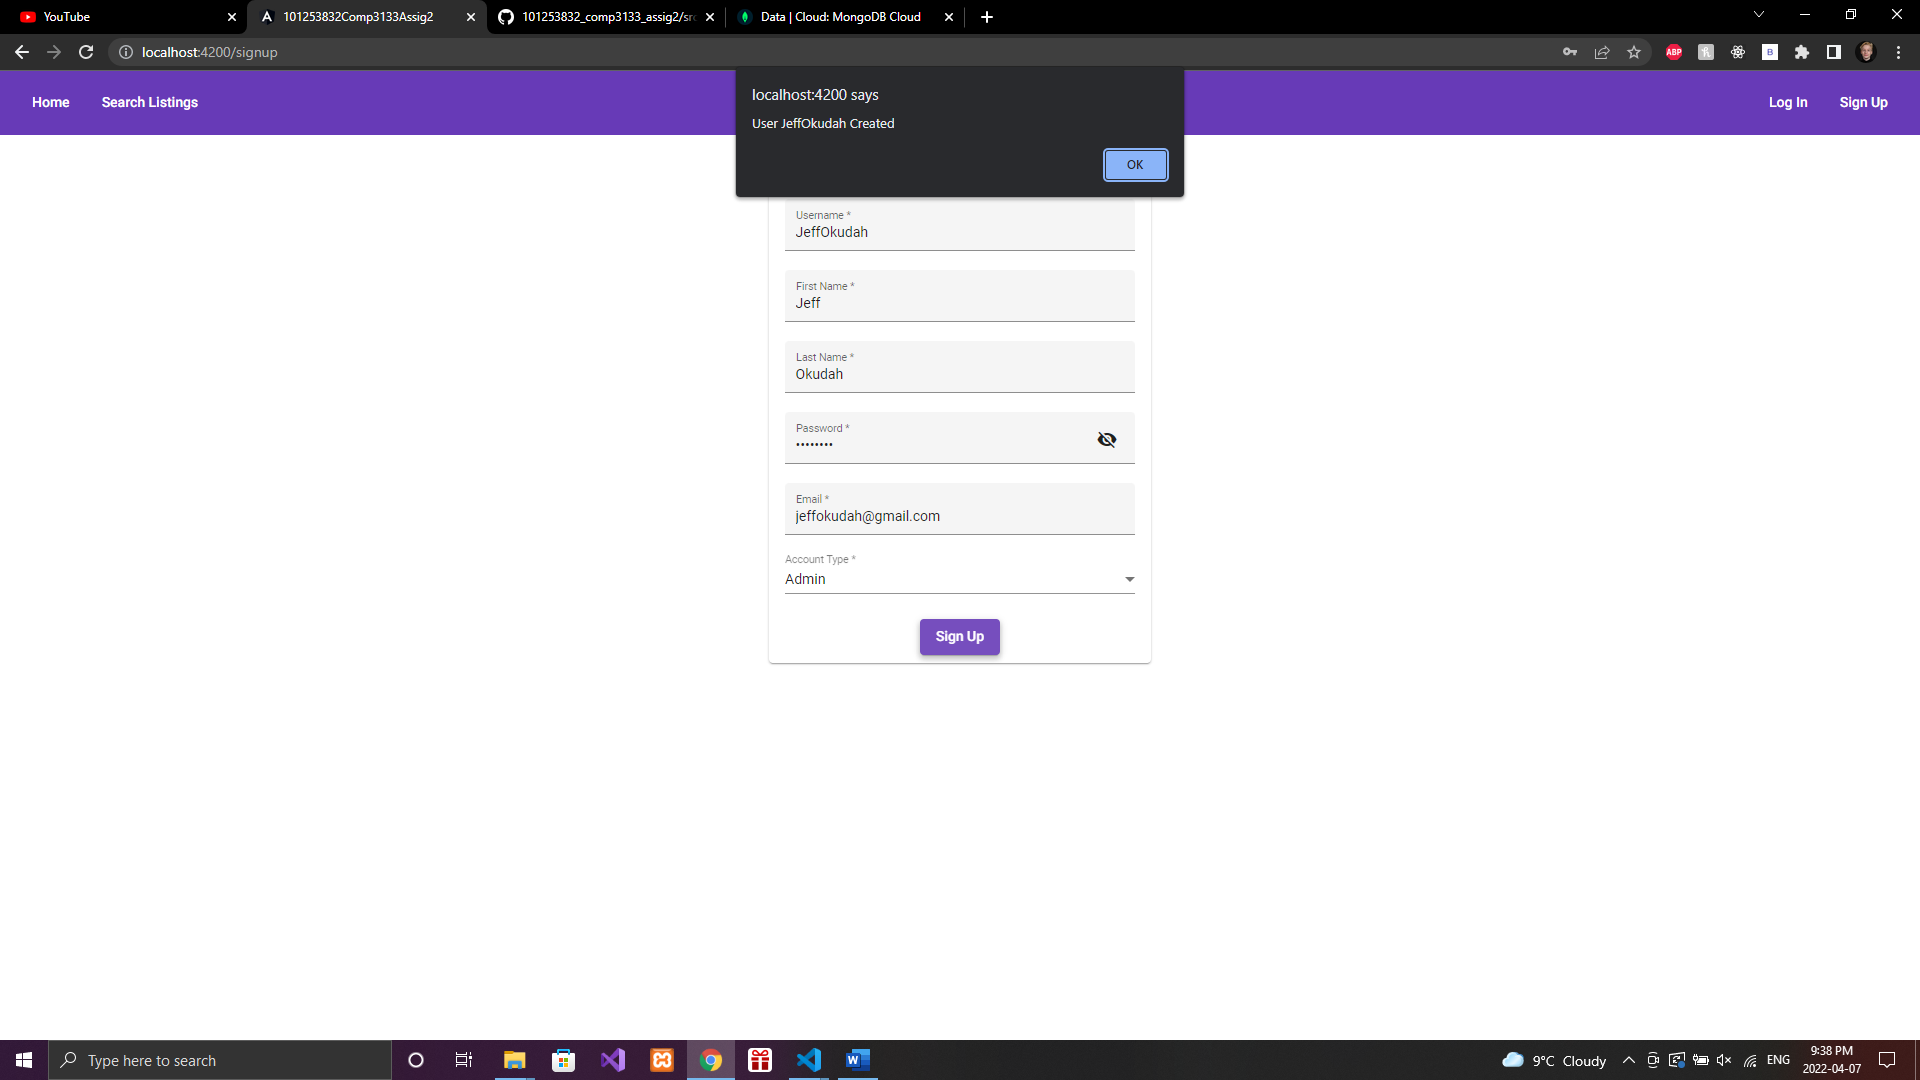 YouTube
101253832Comp3133Assig2
101253832_comp3133_assig2/src
Data | Cloud: MongoDB Cloud
localhost:4200/signup
ABP
B
Home
Search Listings
Log In
Sign Up
localhost:4200 says
User JeffOkudah Created
OK
Username *
JeffOkudah
First Name *
Jeff
Last Name *
Okudah
Password *
••••••••
Email *
jeffokudah@gmail.com
Account Type *
Admin
Sign Up
Type here to search
9°C Cloudy
ENG
9:38 PM
2022-04-07